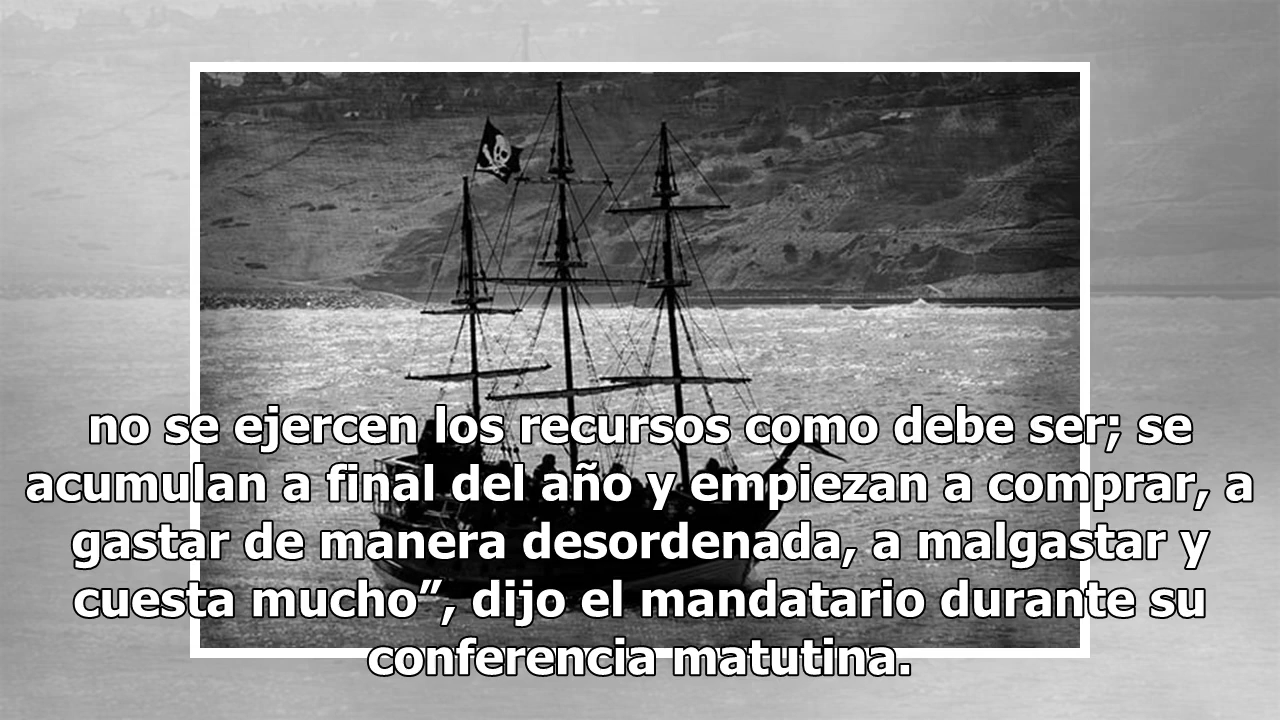 no se ejercen los recursos como debe ser; se
acumulan a final del año y empiezan a comprar, a
gastar de manera desordenada, a malgastar y
cuesta mucho”, dijo el mandatario durante su
conferencia matutina.